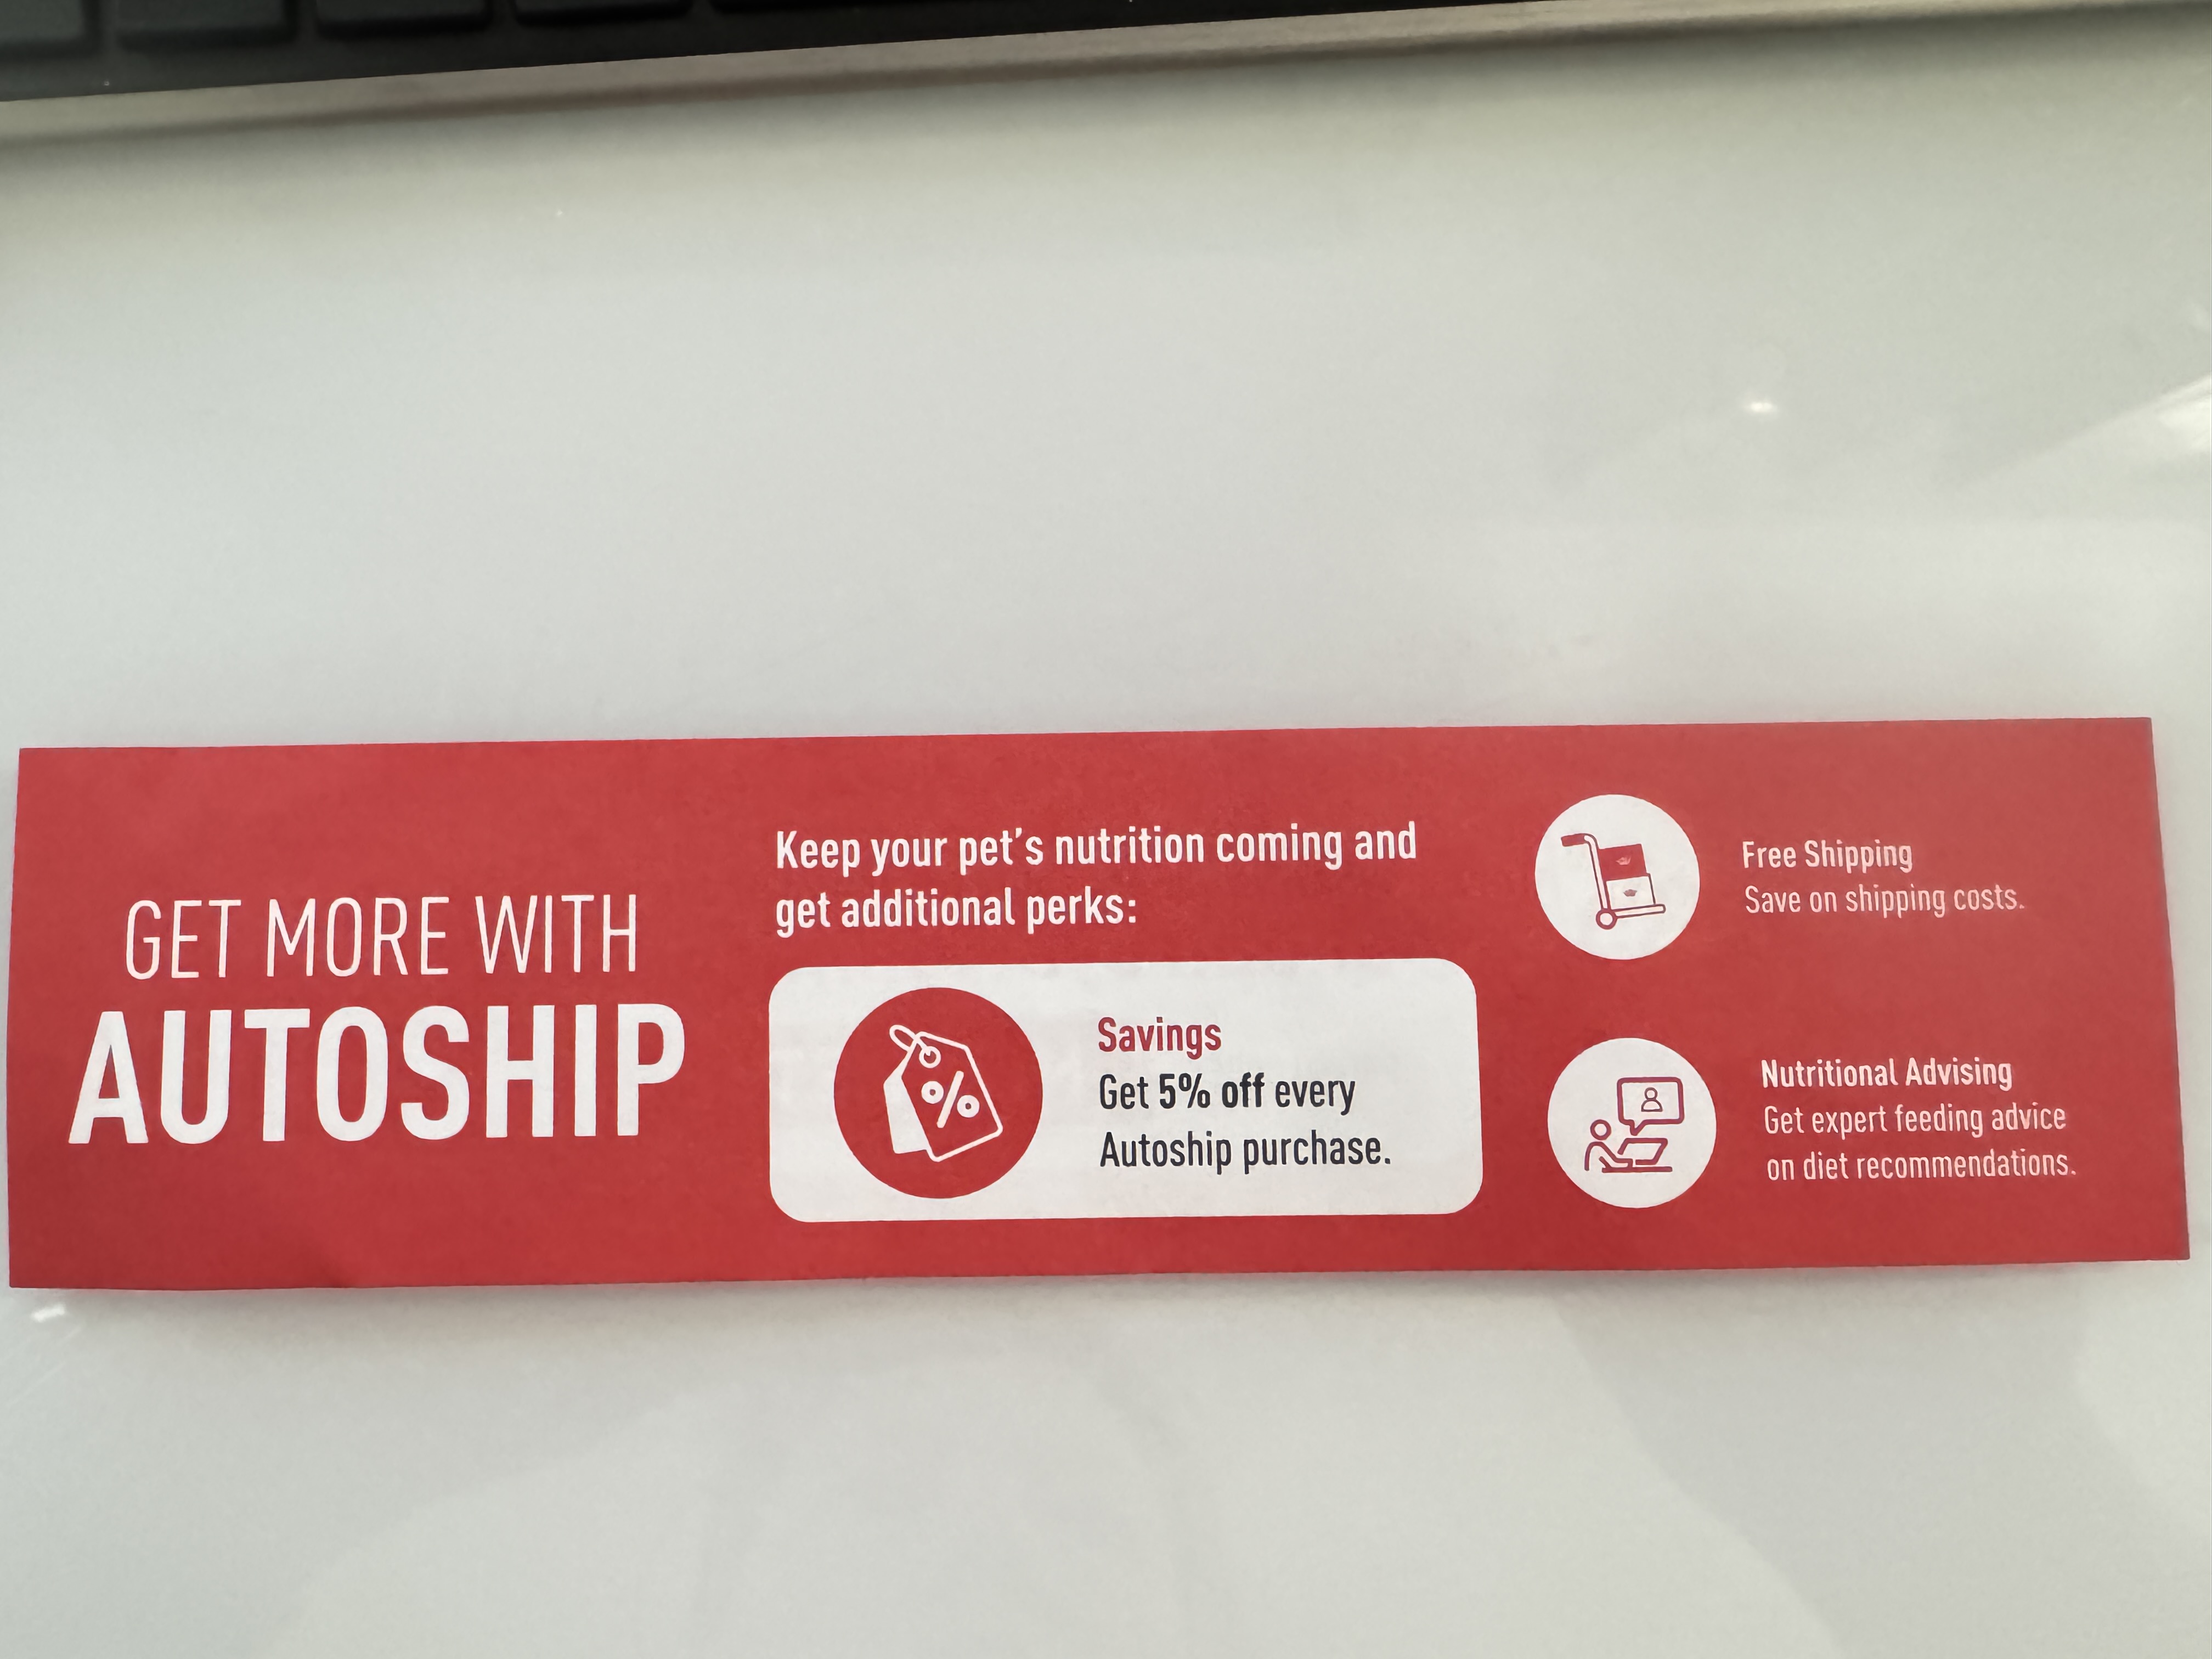 GET MORE WITH
AUTOSHIP
Keep your pet's nutrition coming and
get additional perks:
%
Savings
Get 5% off every
Autoship purchase.
Free Shipping
Save on shipping costs.
Nutritional Advising
Get expert feeding advice
on diet recommendations.